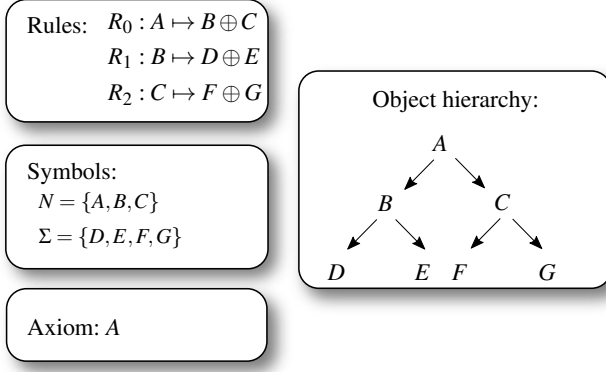 Rules: R₀ : A ↦ B ⊕ C
R₁ : B ↦ D ⊕ E
R₂ : C ↦ F ⊕ G
Symbols:
N = {A,B,C}
Σ = {D,E,F,G}
Axiom: A
Object hierarchy:
A
B C
D E F G